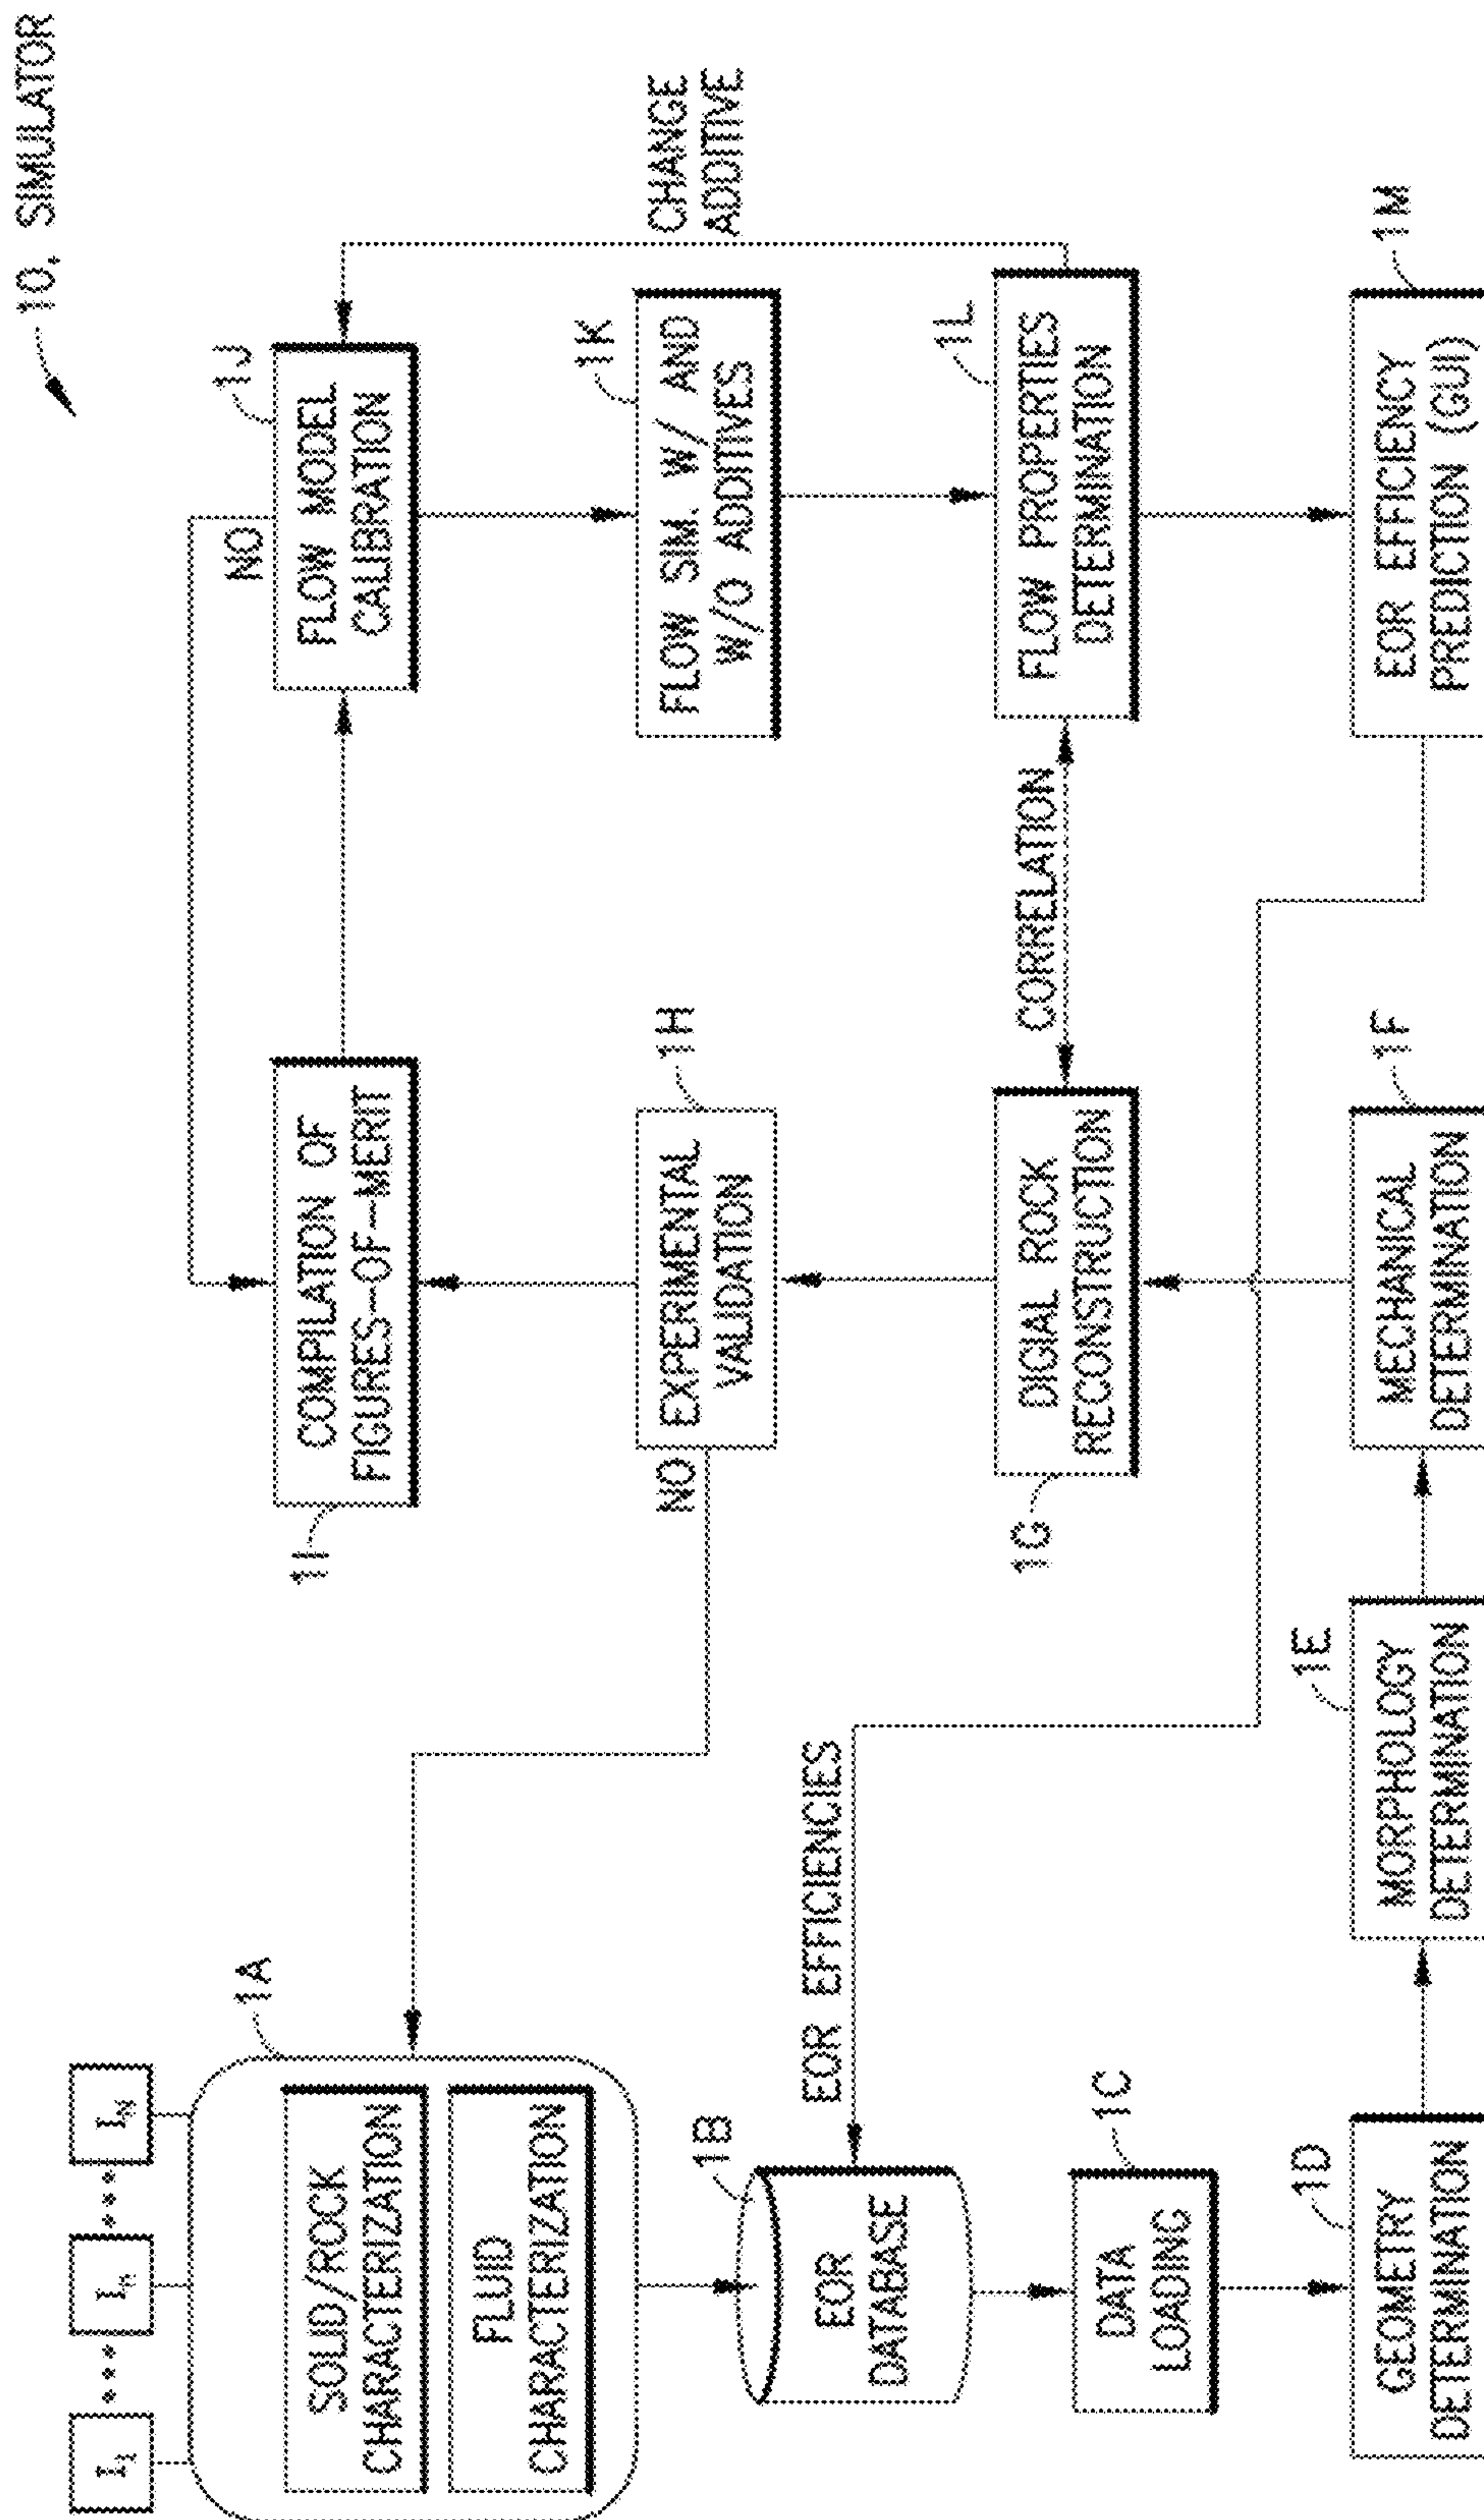 10, SIMULATOR
I₁
Iₙ
I_N
1A
SOLID/ROCK
CHARACTERIZATION
FLUID
CHARACTERIZATION
1B
EOR
DATABASE
EOR EFFICIENCIES
1C
DATA
LOADING
1D
GEOMETRY
DETERMINATION
1E
MORPHOLOGY
DETERMINATION
1F
MECHANICAL
DETERMINATION
1G
DIGIAL ROCK
RECONSTRUCTION
CORRELATION
1H
NO
EXPERIMENTAL
VALIDATION
1I
COMPILATION OF
FIGURES-OF-MERIT
NO
1J
FLOW MODEL
CALIBRATION
1K
FLOW SIM. W/ AND
W/O ADDITIVES
CHANGE
ADDITIVE
1L
FLOW PROPERTIES
DETERMINATION
1M
EOR EFFICIENCY
PREDICTION (GUI)